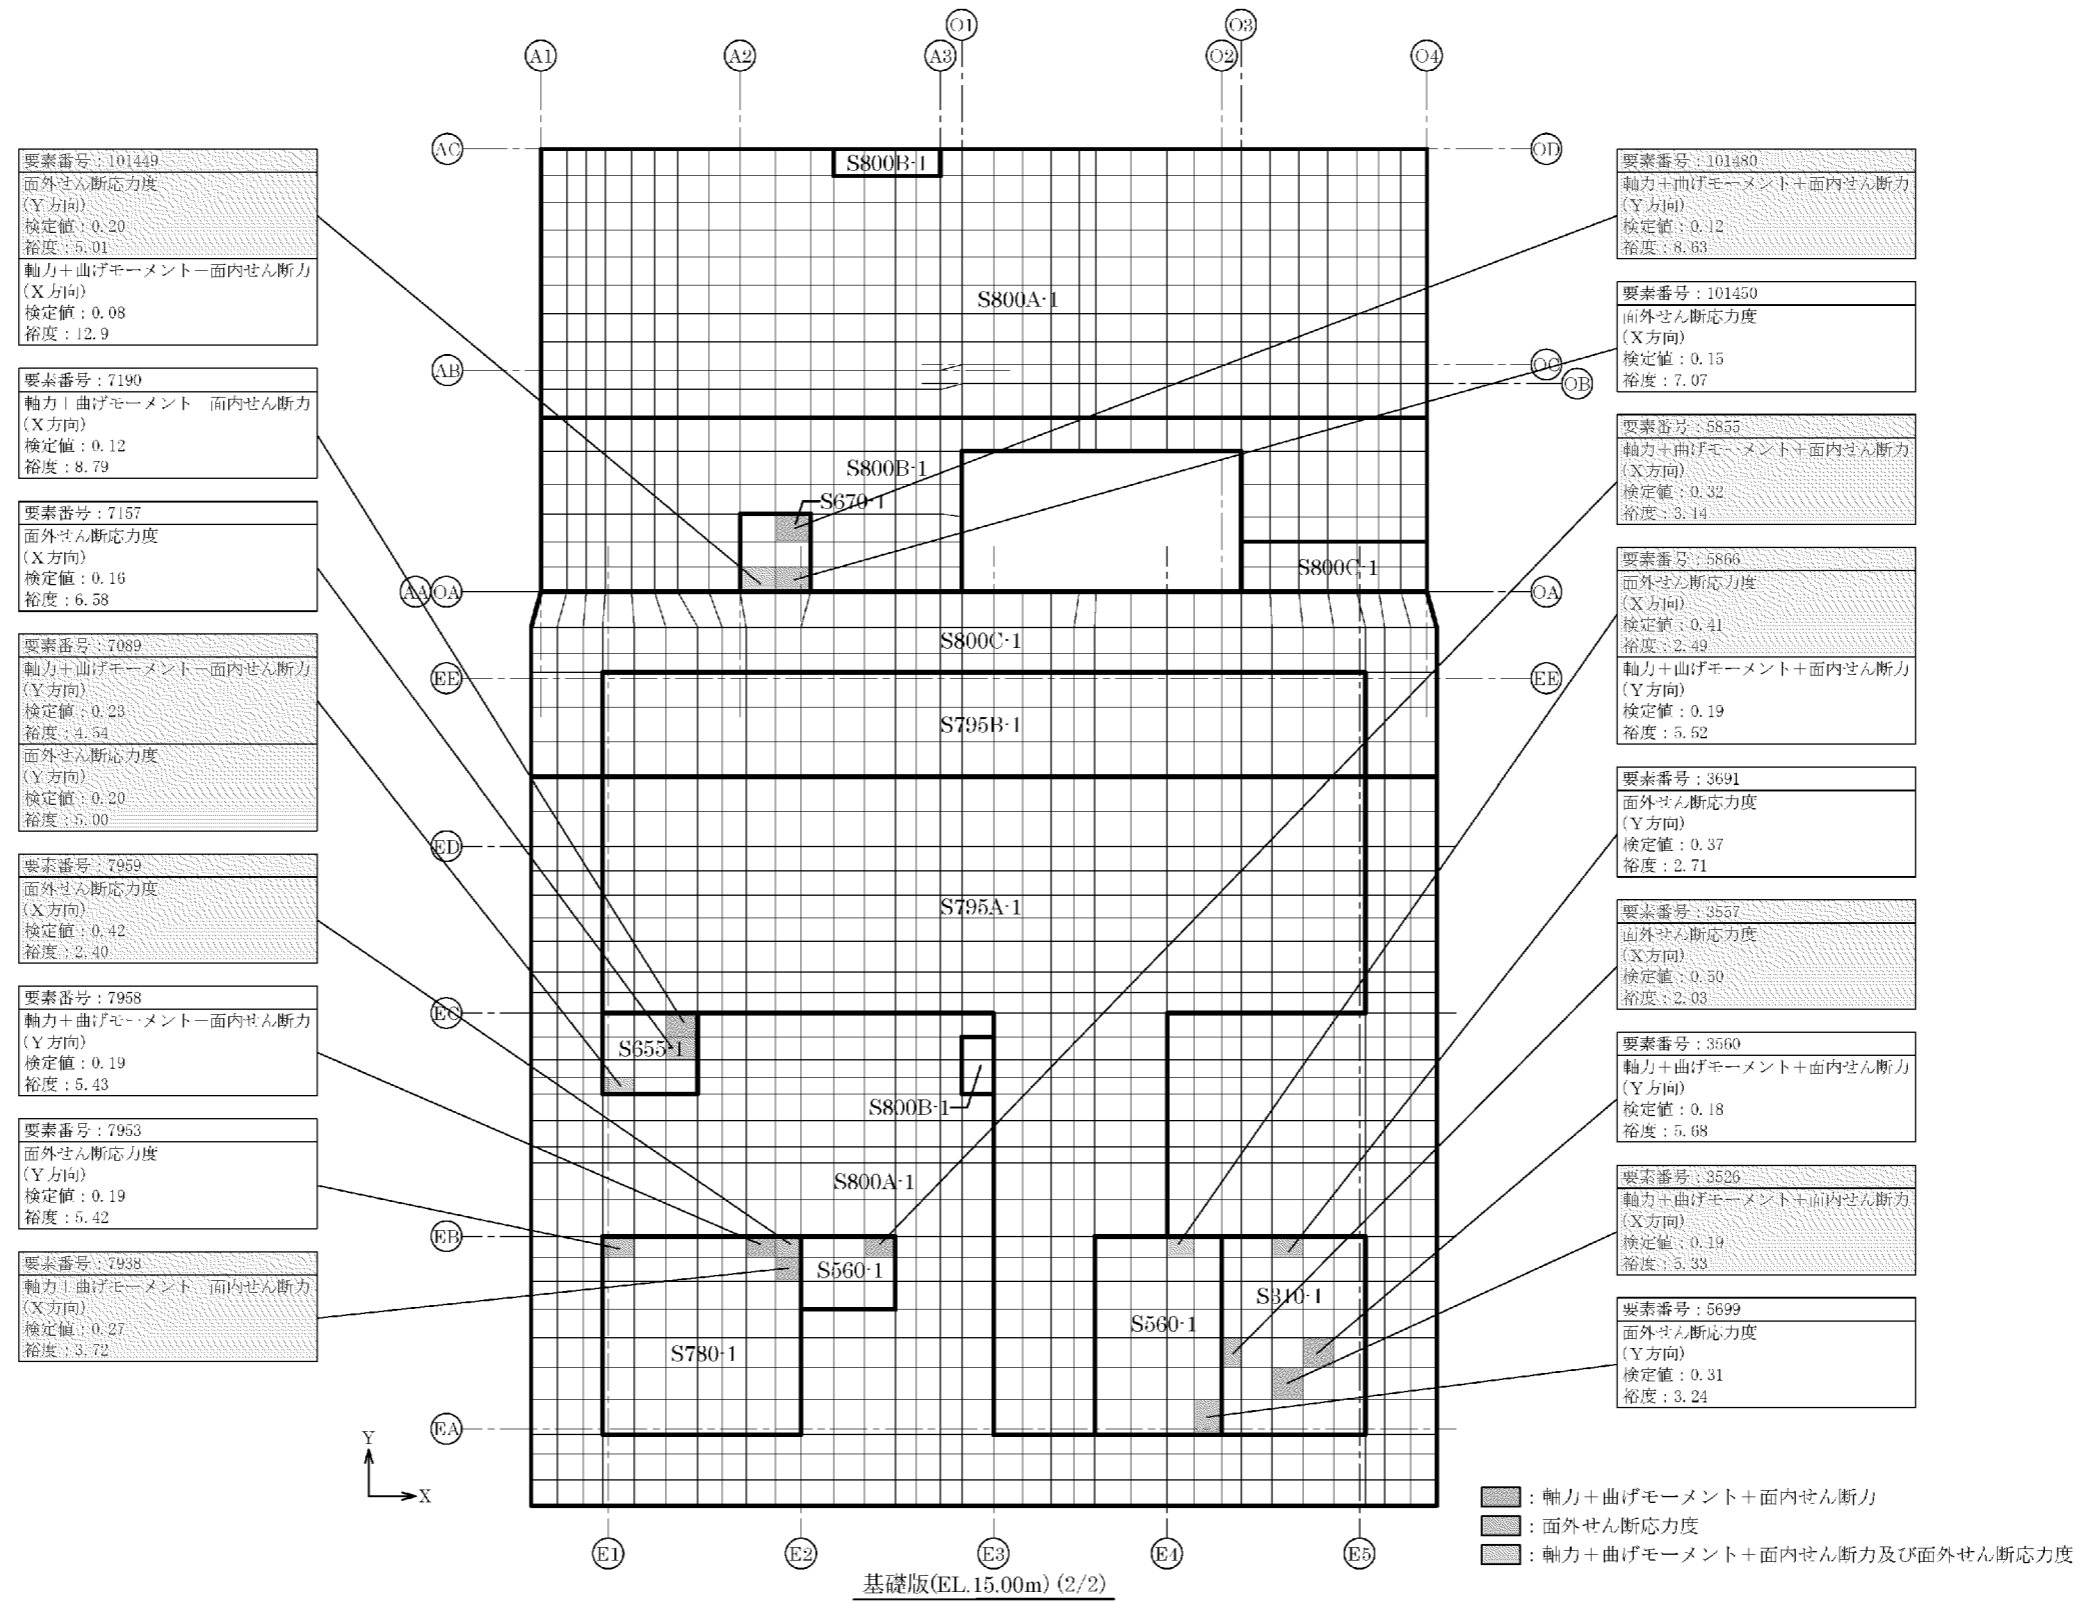 A1
A2
A3
O1
O2
O3
O4
AC
AB
AA
OA
EE
ED
EC
EB
EA
OD
OC
OB
OA
EE
要素番号：101449
面外せん断応力度
(Y方向)
検定値：0.20
裕度：5.01
軸力＋曲げモーメント＋面内せん断力
(X方向)
検定値：0.08
裕度：12.9
要素番号：7190
軸力＋曲げモーメント＋面内せん断力
(X方向)
検定値：0.12
裕度：8.79
要素番号：7157
面外せん断応力度
(X方向)
検定値：0.16
裕度：6.58
要素番号：7089
軸力＋曲げモーメント＋面内せん断力
(Y方向)
検定値：0.23
裕度：4.54
面外せん断応力度
(Y方向)
検定値：0.20
裕度：5.00
要素番号：7959
面外せん断応力度
(X方向)
検定値：0.42
裕度：2.40
要素番号：7958
軸力＋曲げモーメント＋面内せん断力
(Y方向)
検定値：0.19
裕度：5.43
要素番号：7953
面外せん断応力度
(Y方向)
検定値：0.19
裕度：5.42
要素番号：7938
軸力＋曲げモーメント＋面内せん断力
(X方向)
検定値：0.27
裕度：3.72
S800B-1
S800A-1
S800B-1
S670-1
S800C-1
S800C-1
S795B-1
S795A-1
S655-1
S800B-1
S800A-1
S560-1
S780-1
S560-1
S340-1
要素番号：101480
軸力＋曲げモーメント＋面内せん断力
(Y方向)
検定値：0.12
裕度：8.63
要素番号：101450
面外せん断応力度
(X方向)
検定値：0.15
裕度：7.07
要素番号：5855
軸力＋曲げモーメント＋面内せん断力
(X方向)
検定値：0.32
裕度：3.14
要素番号：5866
面外せん断応力度
(X方向)
検定値：0.41
裕度：2.49
軸力＋曲げモーメント＋面内せん断力
(Y方向)
検定値：0.19
裕度：5.52
要素番号：3691
面外せん断応力度
(Y方向)
検定値：0.37
裕度：2.71
要素番号：3557
面外せん断応力度
(X方向)
検定値：0.50
裕度：2.03
要素番号：3560
軸力＋曲げモーメント＋面内せん断力
(Y方向)
検定値：0.18
裕度：5.68
要素番号：3526
軸力＋曲げモーメント＋面内せん断力
(X方向)
検定値：0.19
裕度：5.33
要素番号：5699
面外せん断応力度
(Y方向)
検定値：0.31
裕度：3.24
Y
X
E1
E2
E3
E4
E5
：軸力＋曲げモーメント＋面内せん断力
：面外せん断応力度
：軸力＋曲げモーメント＋面内せん断力及び面外せん断応力度
基礎版(EL.15.00m) (2/2)